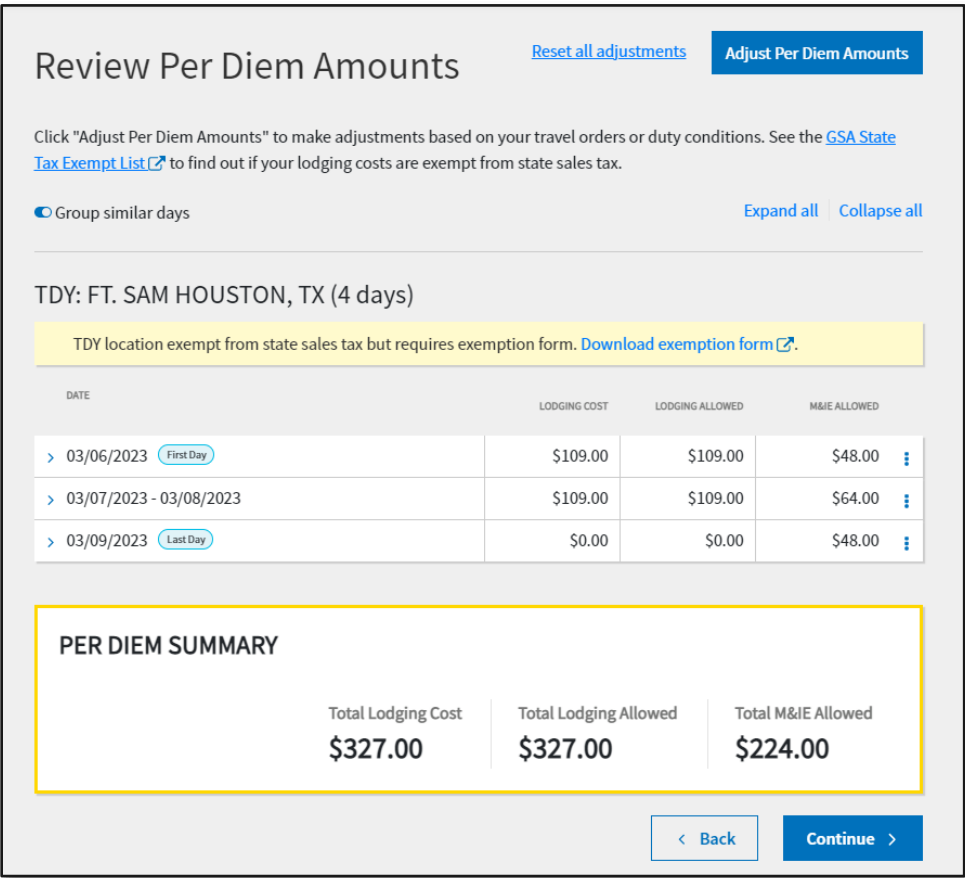 Review Per Diem Amounts
Reset all adjustments
Adjust Per Diem Amounts
Click "Adjust Per Diem Amounts" to make adjustments based on your travel orders or duty conditions. See the GSA State
Tax Exempt List to find out if your lodging costs are exempt from state sales tax.
Group similar days
Expand all
Collapse all
TDY: FT. SAM HOUSTON, TX (4 days)
TDY location exempt from state sales tax but requires exemption form. Download exemption form.
DATE LODGING COST LODGING ALLOWED M&IE ALLOWED
03/06/2023 First Day $109.00 $109.00 $48.00
03/07/2023 - 03/08/2023 $109.00 $109.00 $64.00
03/09/2023 Last Day $0.00 $0.00 $48.00
PER DIEM SUMMARY
Total Lodging Cost Total Lodging Allowed Total M&IE Allowed
$327.00 $327.00 $224.00
Back
Continue